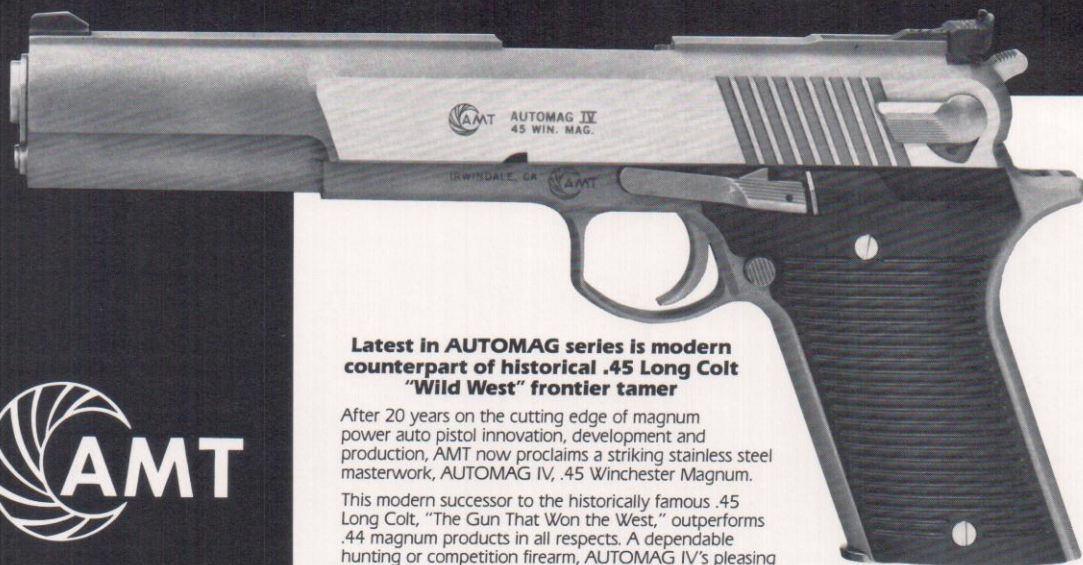 AMT AUTOMAG IV
45 WIN. MAG.
IRWINDALE, CA AMT
AMT
Latest in AUTOMAG series is modern
counterpart of historical .45 Long Colt
"Wild West" frontier tamer
After 20 years on the cutting edge of magnum
power auto pistol innovation, development and
production, AMT now proclaims a striking stainless steel
masterwork, AUTOMAG IV, .45 Winchester Magnum.
This modern successor to the historically famous .45
Long Colt, "The Gun That Won the West," outperforms
.44 magnum products in all respects. A dependable
hunting or competition firearm, AUTOMAG IV's pleasing